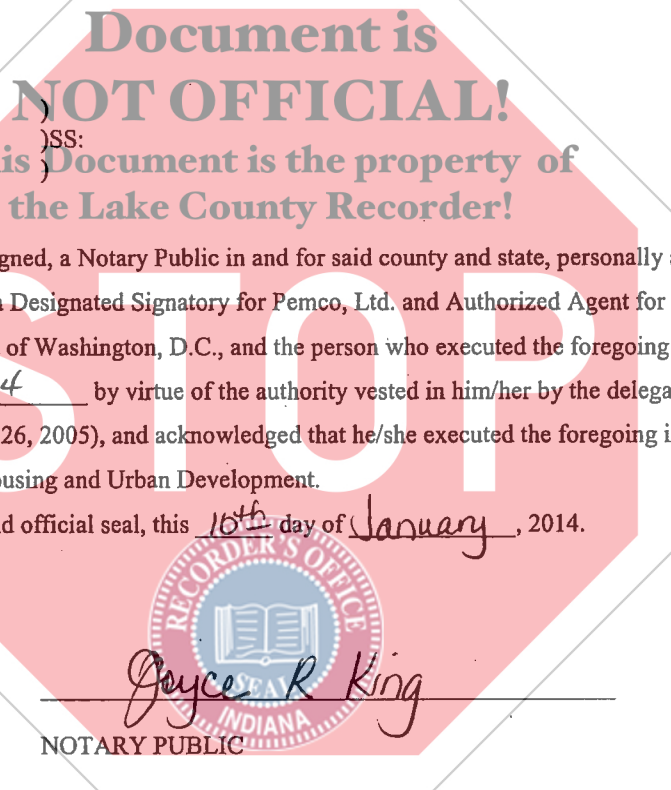 Document is
NOT OFFICIAL!
)
)SS:
)
is Document is the property of
the Lake County Recorder!
STOP
gned, a Notary Public in and for said county and state, personally a
Designated Signatory for Pemco, Ltd. and Authorized Agent for
of Washington, D.C., and the person who executed the foregoing
4 by virtue of the authority vested in him/her by the delega
26, 2005), and acknowledged that he/she executed the foregoing i
ousing and Urban Development.
d official seal, this 16th day of January, 2014.
RECORDER'S OFFICE
SEAL
INDIANA
Joyce R King
NOTARY PUBLIC